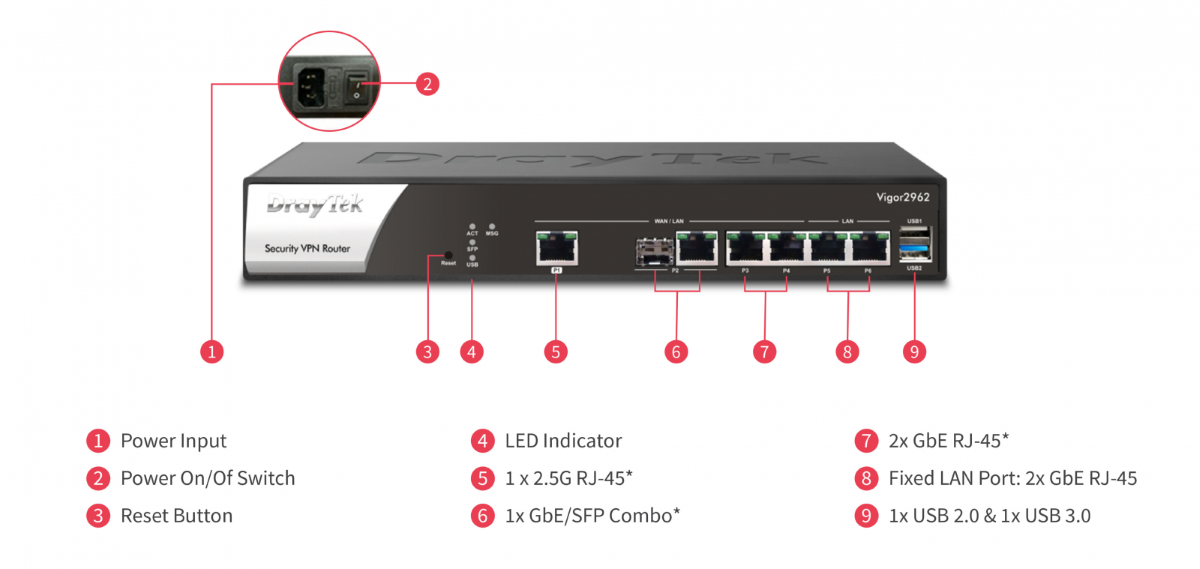 2
DrayTek
Vigor2962
DrayTek
Security VPN Router
Reset
ACT
MSG
SFP
USB
WAN / LAN
LAN
USB1
P1
P2
P3
P4
P5
P6
USB2
1
3
4
5
6
7
8
9
1 Power Input
2 Power On/Of Switch
3 Reset Button
4 LED Indicator
5 1 x 2.5G RJ-45*
6 1x GbE/SFP Combo*
7 2x GbE RJ-45*
8 Fixed LAN Port: 2x GbE RJ-45
9 1x USB 2.0 & 1x USB 3.0